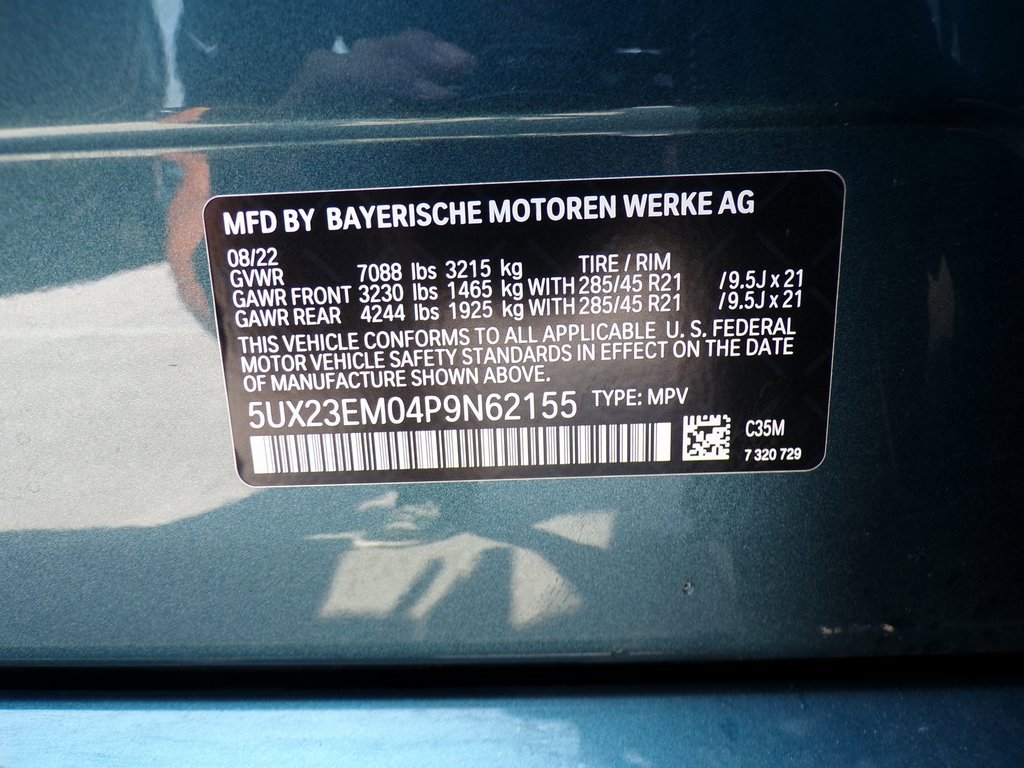 MFD BY BAYERISCHE MOTOREN WERKE AG
08/22
GVWR 7088 lbs 3215 kg TIRE / RIM
GAWR FRONT 3230 lbs 1465 kg WITH 285/45 R21 / 9.5J x 21
GAWR REAR 4244 lbs 1925 kg WITH 285/45 R21 / 9.5J x 21
THIS VEHICLE CONFORMS TO ALL APPLICABLE U. S. FEDERAL
MOTOR VEHICLE SAFETY STANDARDS IN EFFECT ON THE DATE
OF MANUFACTURE SHOWN ABOVE.
5UX23EM04P9N62155 TYPE: MPV
C35M
7 320 729